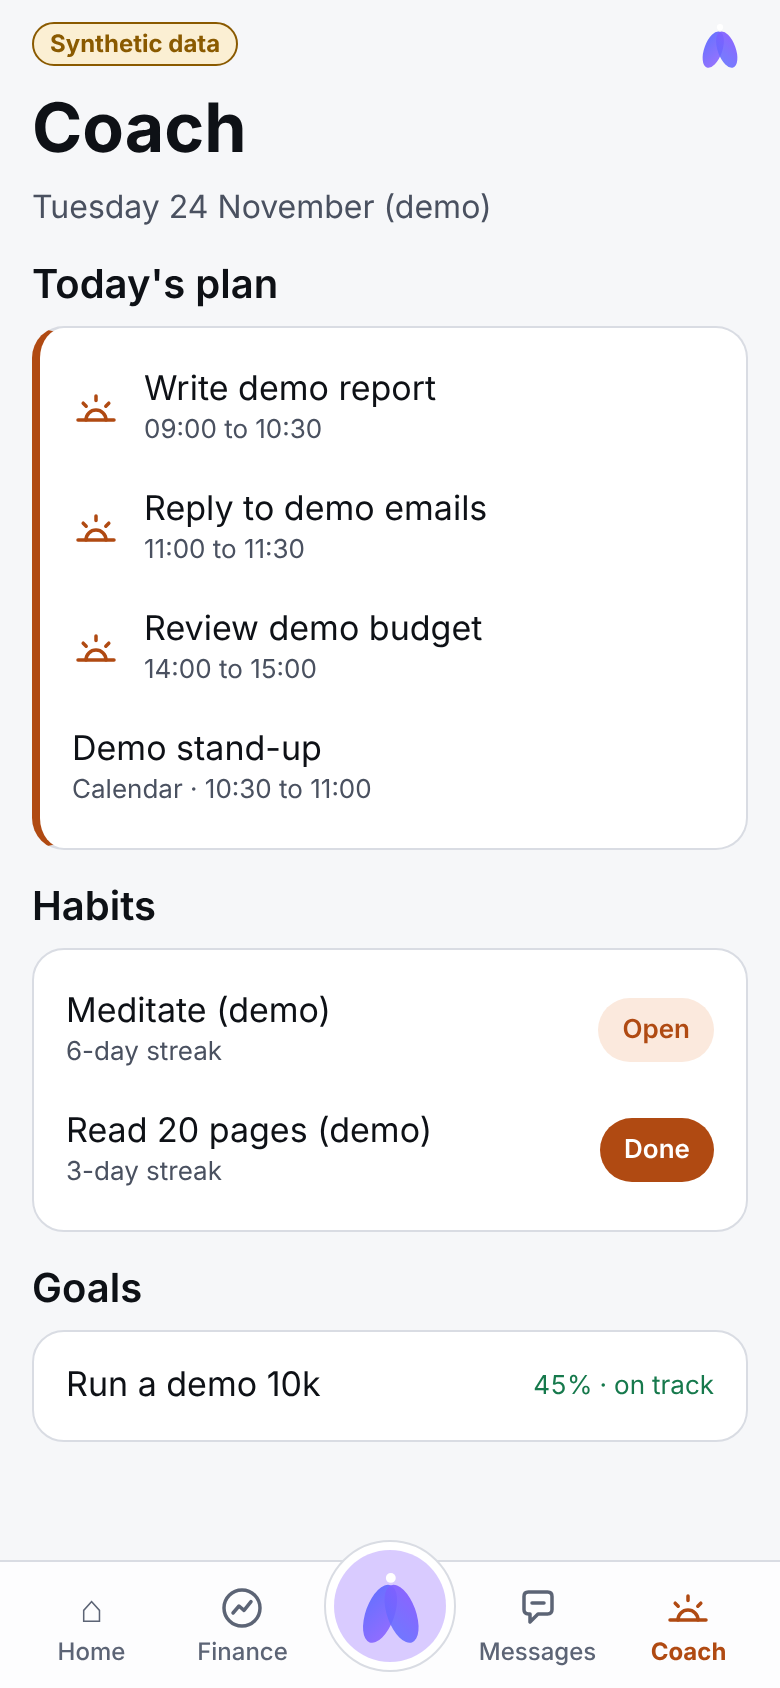 Synthetic data
Coach
Tuesday 24 November (demo)
Today's plan
Write demo report
09:00 to 10:30
Reply to demo emails
11:00 to 11:30
Review demo budget
14:00 to 15:00
Demo stand-up
Calendar · 10:30 to 11:00
Habits
Meditate (demo)
6-day streak
Open
Read 20 pages (demo)
3-day streak
Done
Goals
Run a demo 10k
45% · on track
Home
Finance
Messages
Coach